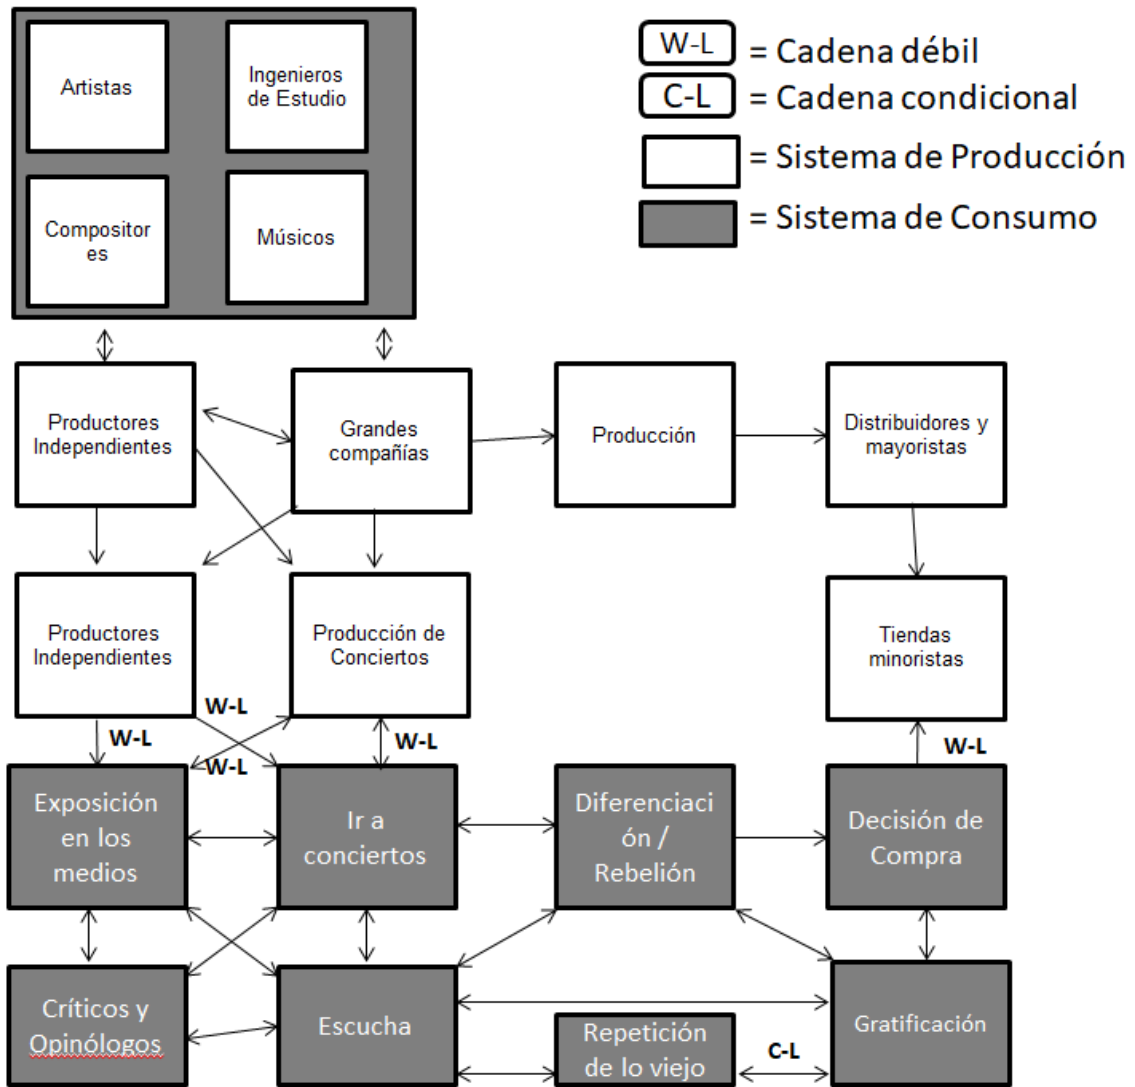 Artistas
Ingenieros
de Estudio
Compositor
es
Músicos
W-L
= Cadena débil
C-L
= Cadena condicional
= Sistema de Producción
= Sistema de Consumo
Productores
Independientes
Grandes
compañías
Producción
Distribuidores y
mayoristas
Productores
Independientes
Producción de
Conciertos
Tiendas
minoristas
W-L
W-L
W-L
W-L
W-L
Exposición
en los
medios
Ir a
conciertos
Diferenciaci
ón /
Rebelión
Decisión de
Compra
Críticos y
Opinólogos
Escucha
Repetición
de lo viejo
C-L
Gratificación